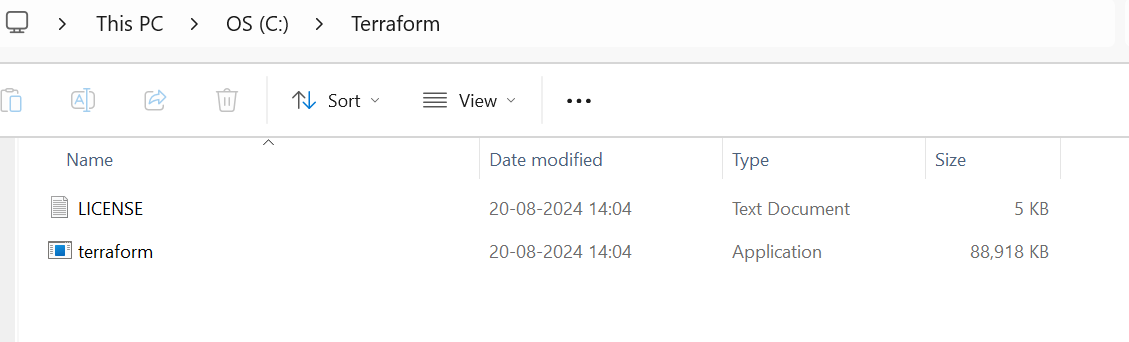 This PC > OS (C:) > Terraform
Sort View
Name Date modified Type Size
LICENSE 20-08-2024 14:04 Text Document 5 KB
terraform 20-08-2024 14:04 Application 88,918 KB